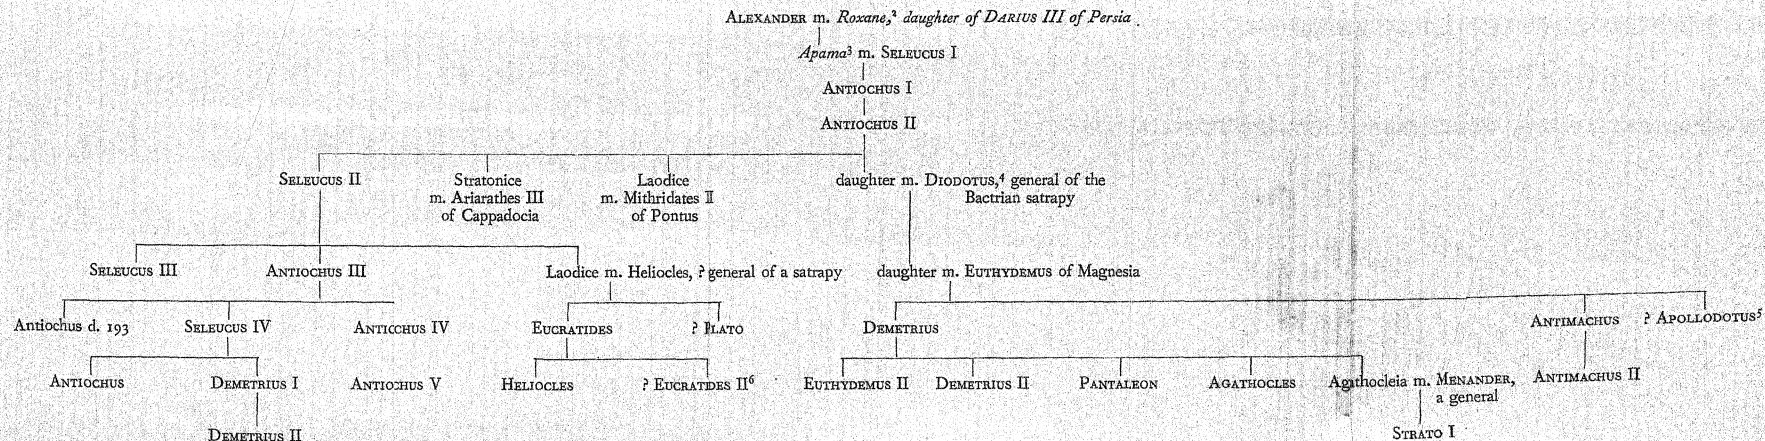 ALEXANDER m. Roxane,² daughter of DARIUS III of Persia
Apama³ m. SELEUCUS I
ANTIOCHUS I
ANTIOCHUS II
SELEUCUS II
Stratonice
m. Ariarathes III
of Cappadocia
Laodice
m. Mithridates II
of Pontus
daughter m. DIODOTUS,⁴ general of the
Bactrian satrapy
SELEUCUS III
ANTIOCHUS III
Laodice m. Heliocles, ? general of a satrapy
daughter m. EUTHYDEMUS of Magnesia
Antiochus d. 193
SELEUCUS IV
ANTIOCHUS IV
EUCRATIDES
? PLATO
DEMETRIUS
ANTIMACHUS
? APOLLODOTUS⁵
ANTIOCHUS
DEMETRIUS I
ANTIOCHUS V
HELIOCLES
? EUCRATIDES II⁶
EUTHYDEMUS II
DEMETRIUS II
PANTALEON
AGATHOCLES
Agathocleia m. MENANDER,
a general
ANTIMACHUS II
DEMETRIUS II
STRATO I